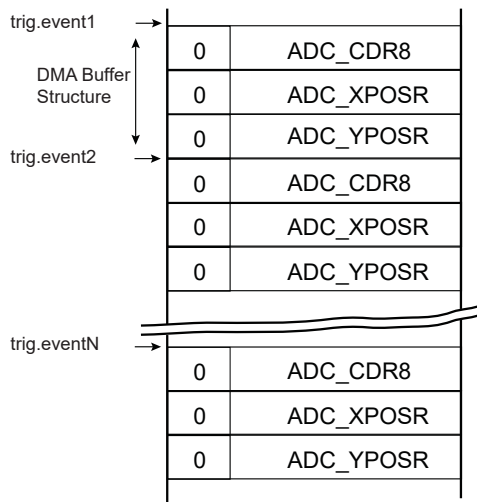 trig.event1
0 ADC_CDR8
DMA Buffer
Structure
0 ADC_XPOSR
0 ADC_YPOSR
trig.event2
0 ADC_CDR8
0 ADC_XPOSR
0 ADC_YPOSR
trig.eventN
0 ADC_CDR8
0 ADC_XPOSR
0 ADC_YPOSR